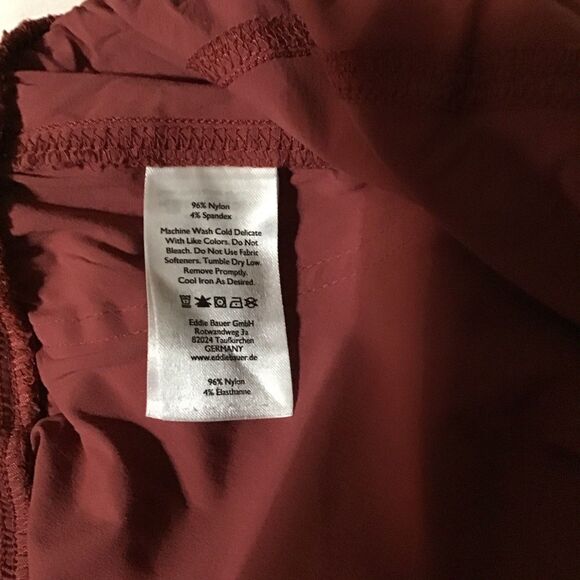 96% Nylon
4% Spandex
Machine Wash Cold Delicate
With Like Colors. Do Not
Bleach. Do Not Use Fabric
Softeners. Tumble Dry Low.
Remove Promptly.
Cool Iron As Desired.
Eddie Bauer GmbH
Rotwandweg 3a
82024 Taufkirchen
GERMANY
www.eddiebauer.de
96% Nylon
4% Elasthanne